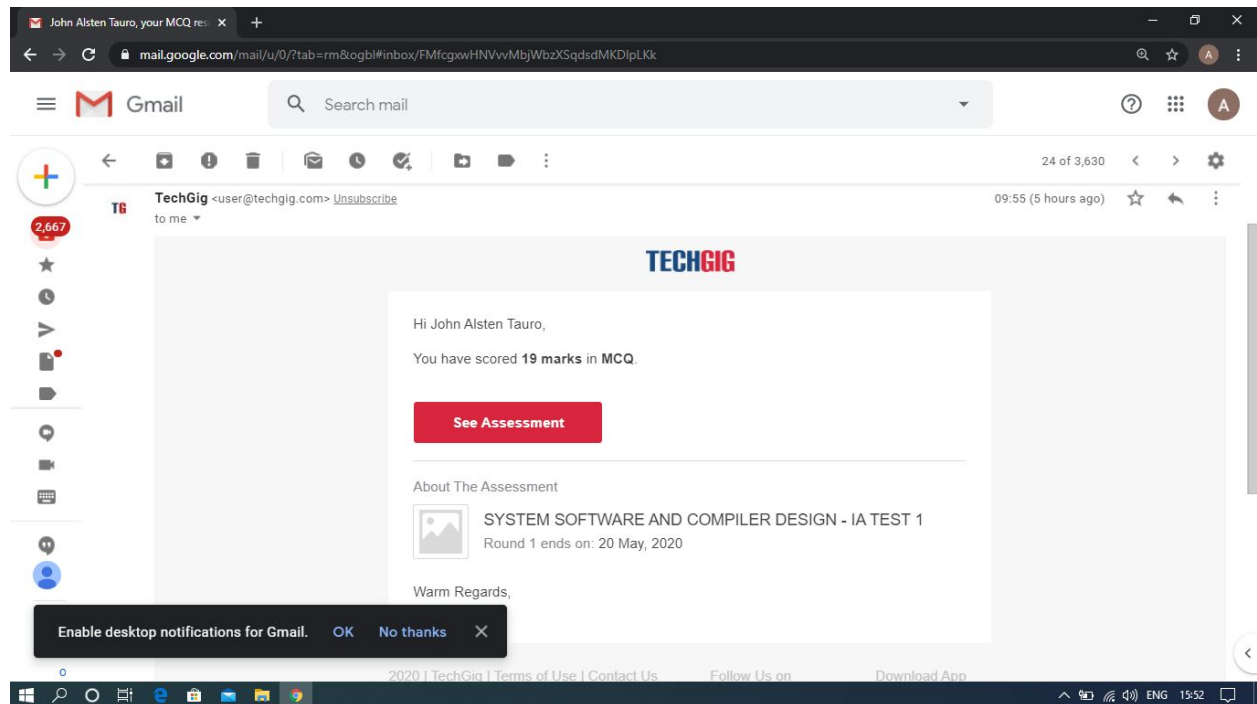 John Alsten Tauro, your MCQ res
mail.google.com/mail/u/0/?tab=rm&ogbl#inbox/FMfcgxwHNVvvMbjWbzXSqdsdMKDlpLKk
A
Gmail
Search mail
A
24 of 3,630
TG
TechGig <user@techgig.com> Unsubscribe
09:55 (5 hours ago)
to me
2,667
TECHGIG
Hi John Alsten Tauro,
You have scored 19 marks in MCQ.
See Assessment
About The Assessment
SYSTEM SOFTWARE AND COMPILER DESIGN - IA TEST 1
Round 1 ends on: 20 May, 2020
Warm Regards,
Enable desktop notifications for Gmail. OK No thanks
2020 | TechGig | Terms of Use | Contact Us Follow Us on Download App
ENG 15:52